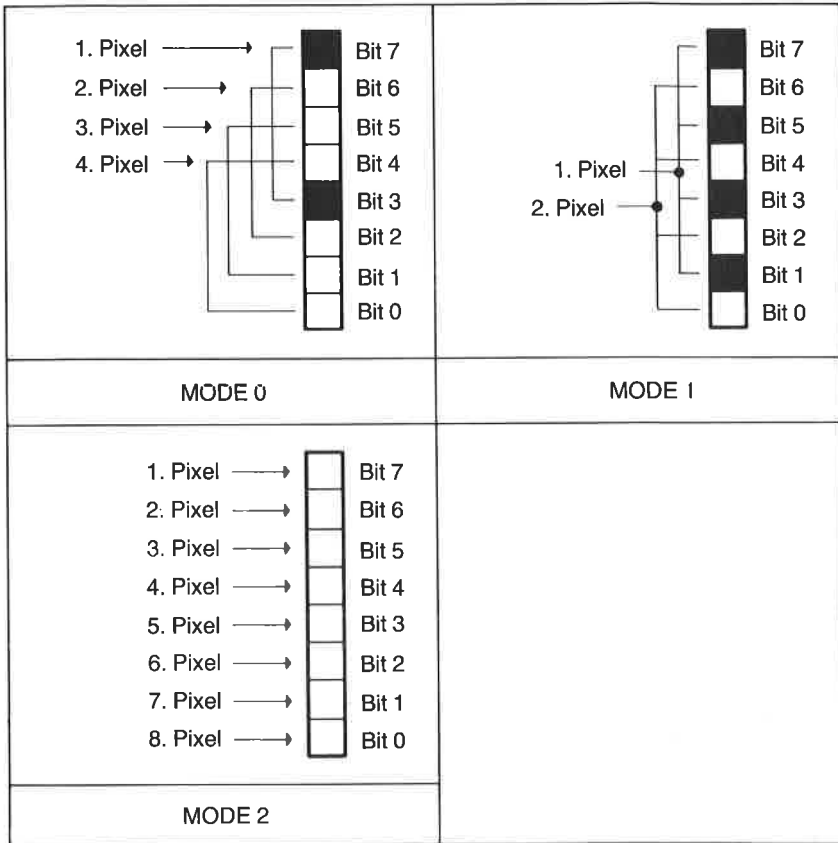 1. Pixel Bit 7
2. Pixel Bit 6
3. Pixel Bit 5
4. Pixel Bit 4
Bit 3
Bit 2
Bit 1
Bit 0
MODE 0
Bit 7
Bit 6
Bit 5
Bit 4
1. Pixel
Bit 3
2. Pixel
Bit 2
Bit 1
Bit 0
MODE 1
1. Pixel Bit 7
2. Pixel Bit 6
3. Pixel Bit 5
4. Pixel Bit 4
5. Pixel Bit 3
6. Pixel Bit 2
7. Pixel Bit 1
8. Pixel Bit 0
MODE 2